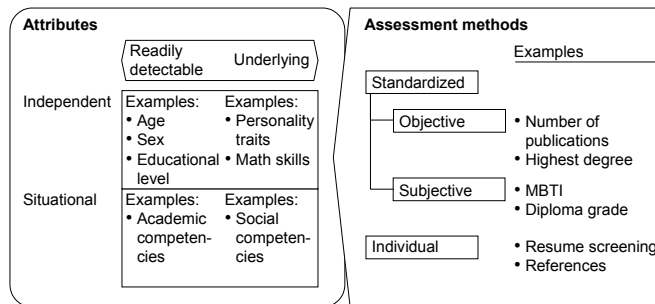 Attributes
Readily
detectable
Underlying
Independent
Examples:
• Age
• Sex
• Educational
level
Examples:
• Personality
traits
• Math skills
Situational
Examples:
• Academic
competen-
cies
Examples:
• Social
competen-
cies
Assessment methods
Examples
Standardized
Objective
• Number of
publications
• Highest degree
Subjective
• MBTI
• Diploma grade
Individual
• Resume screening
• References